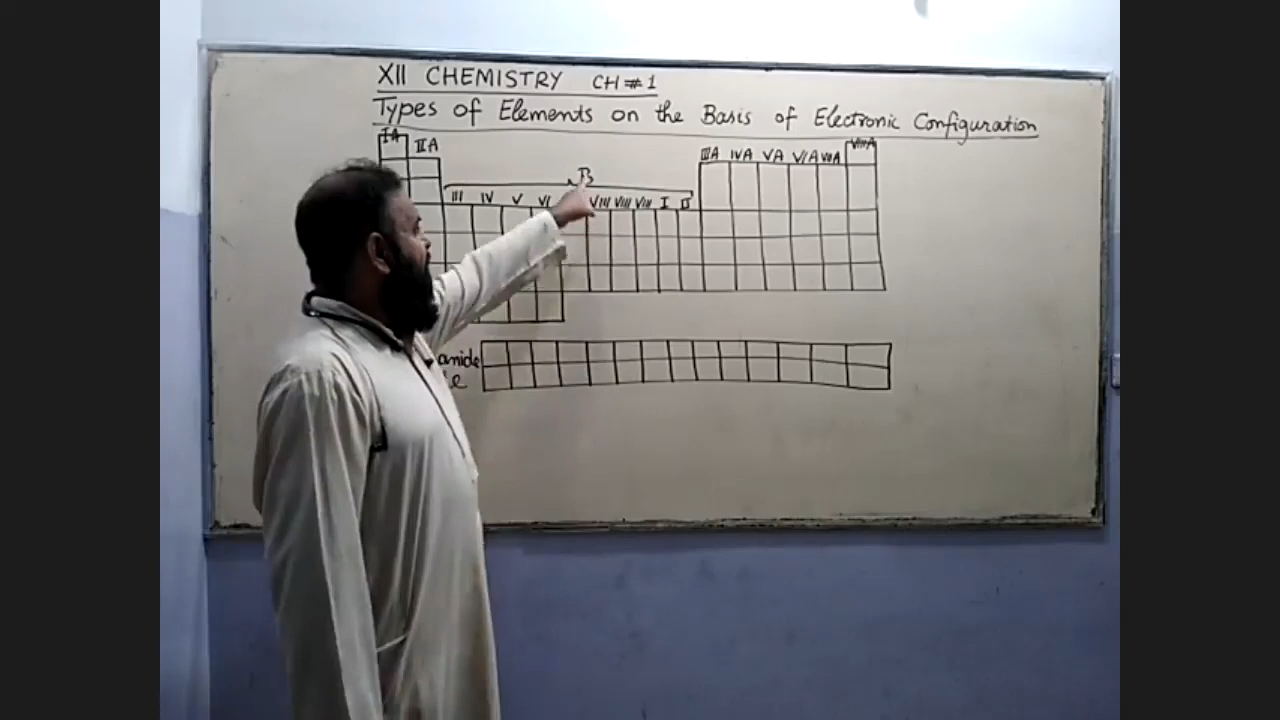 XII CHEMISTRY CH # 1
Types of Elements on the Basis of Electronic Configuration
IA IIA IIIA IVA VA VIA VIIA VIIIA
B
III IV V VI VIII VIII VIII I II
anide